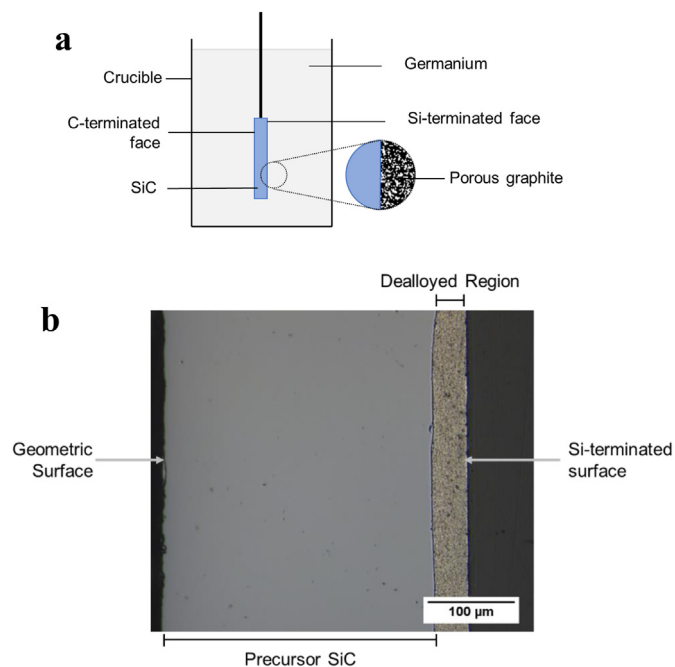 a
Crucible
Germanium
C-terminated
face
Si-terminated face
SiC
Porous graphite
Dealloyed Region
b
Geometric
Surface
Si-terminated
surface
100 µm
Precursor SiC